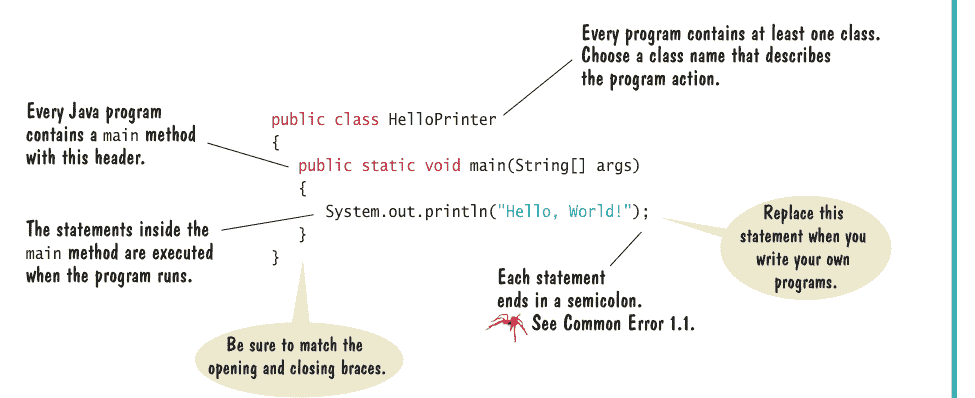 Every program contains at least one class.
Choose a class name that describes
the program action.
Every Java program
contains a main method
with this header.
public class HelloPrinter
{
public static void main(String[] args)
{
System.out.println("Hello, World!");
}
}
The statements inside the
main method are executed
when the program runs.
Replace this
statement when you
write your own
programs.
Each statement
ends in a semicolon.
See Common Error 1.1.
Be sure to match the
opening and closing braces.